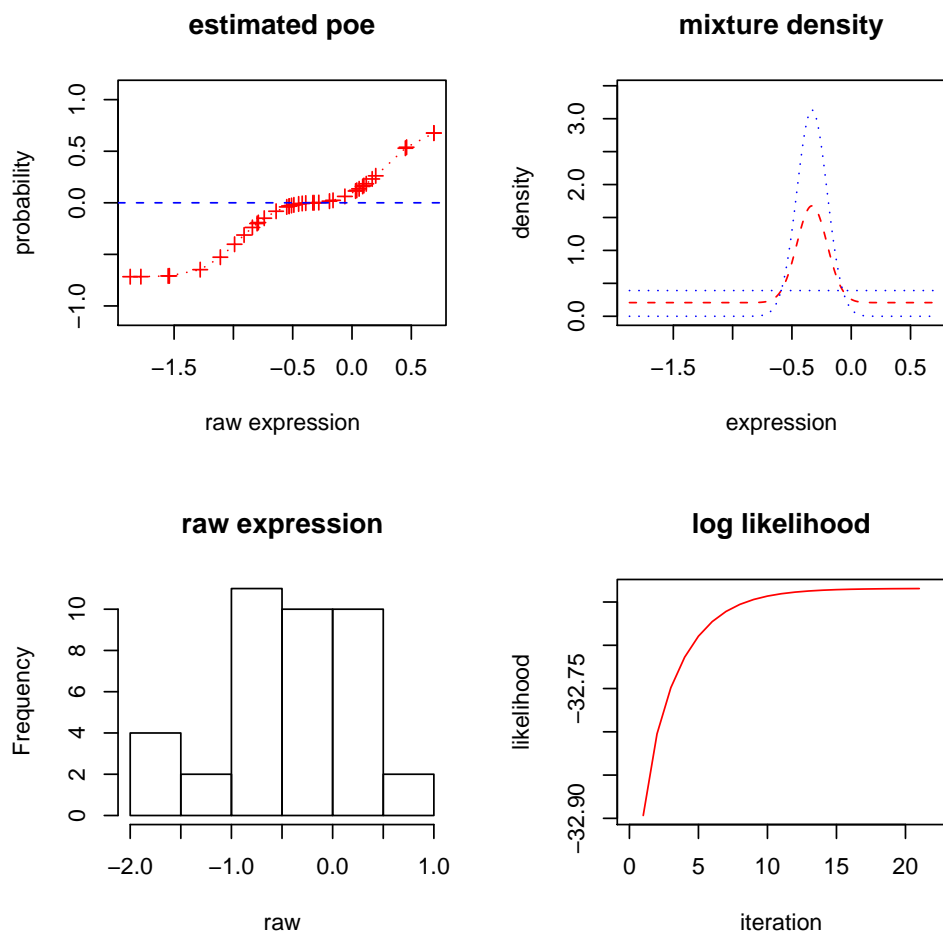 estimated poe
probability
1.0
0.5
0.0
−1.0
−1.5
−0.5
0.0
0.5
raw expression
mixture density
density
3.0
2.0
1.0
0.0
−1.5
−0.5
0.0
0.5
expression
raw expression
Frequency
10
8
6
4
2
0
−2.0
−1.0
0.0
1.0
raw
log likelihood
likelihood
−32.75
−32.90
0
5
10
15
20
iteration